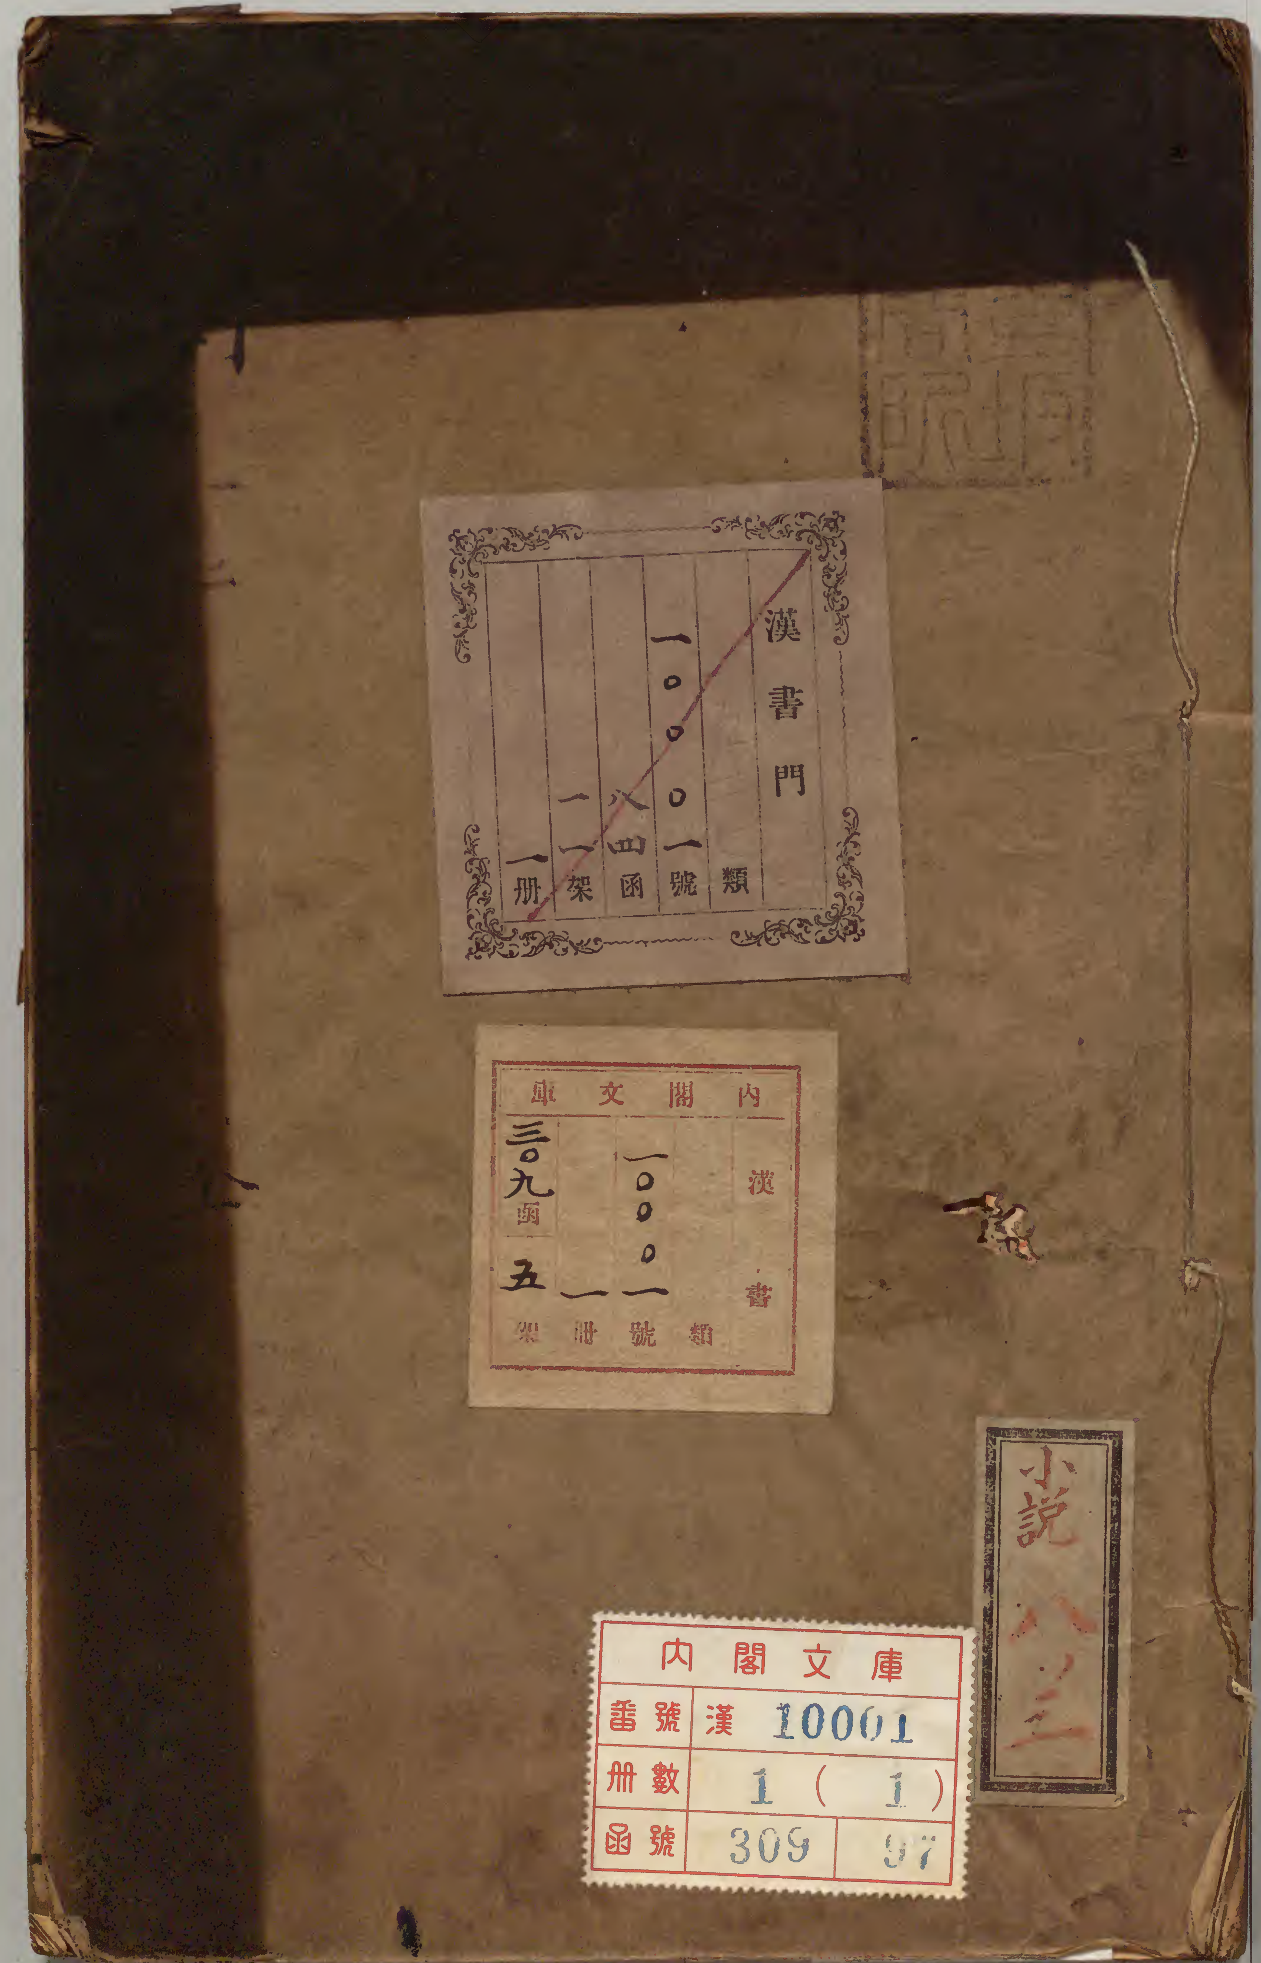 漢書門
類
一〇〇〇一號
八四函
一一架
一册
内閣文庫
漢書
類
一〇〇〇一號
一冊
三〇九函
五架
小説
八ノ三
内閣文庫
番號 漢 10001
冊數 1 ( 1 )
函號 309 97